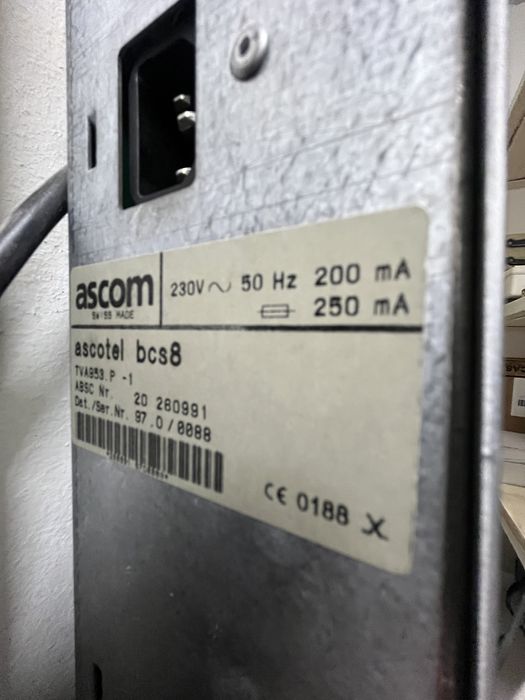 ascom
SWISS MADE
230V ~ 50 Hz 200 mA
250 mA
ascotel bcs8
TVA953.P -1
ABSC Nr. 20 260991
Dat./Ser.Nr. 97.0/0088
CE 0188 X